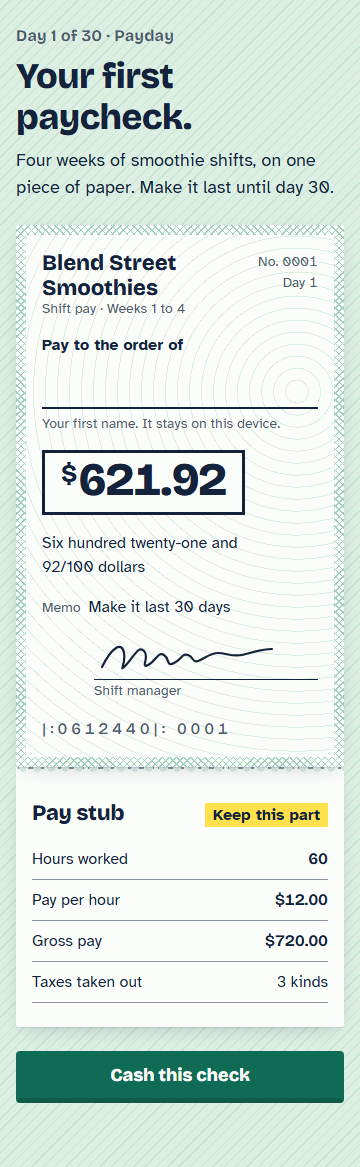 Day 1 of 30 · Payday
Your first
paycheck.
Four weeks of smoothie shifts, on one
piece of paper. Make it last until day 30.
Blend Street
Smoothies
No. 0001
Day 1
Shift pay · Weeks 1 to 4
Pay to the order of
Your first name. It stays on this device.
$621.92
Six hundred twenty-one and
92/100 dollars
Memo Make it last 30 days
Shift manager
|:0612440|: 0001
Pay stub
Keep this part
Hours worked 60
Pay per hour $12.00
Gross pay $720.00
Taxes taken out 3 kinds
Cash this check